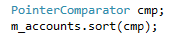 PointerComparator cmp;
m_accounts.sort(cmp);